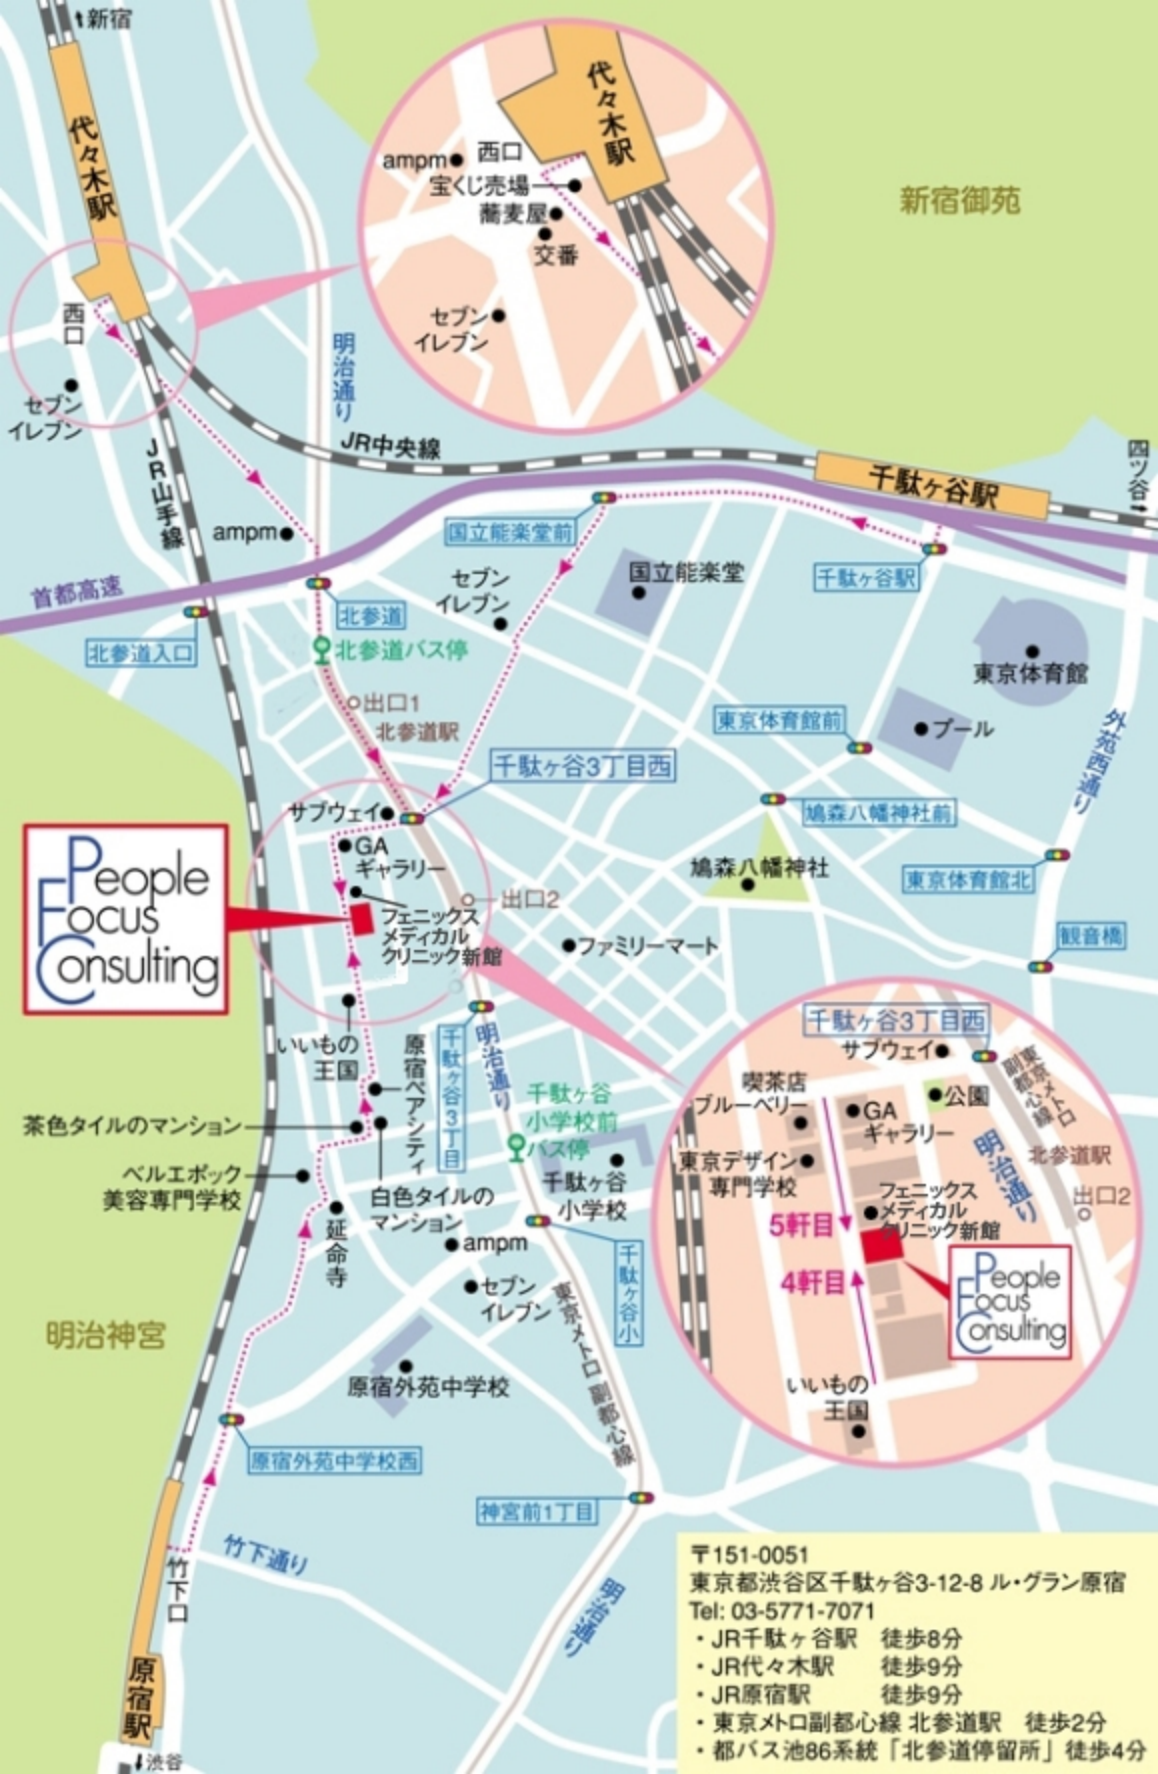 新宿
代々木駅
代々木駅
ampm
西口
宝くじ売場
蕎麦屋
交番
セブン
イレブン
新宿御苑
西口
セブン
イレブン
明治通り
JR中央線
JR山手線
千駄ヶ谷駅
四ツ谷
ampm
国立能楽堂前
首都高速
セブン
イレブン
国立能楽堂
千駄ヶ谷駅
北参道
北参道入口
北参道バス停
東京体育館
出口1
北参道駅
東京体育館前
プール
外苑西通り
千駄ヶ谷3丁目西
サブウェイ
鳩森八幡神社前
GA
ギャラリー
鳩森八幡神社
東京体育館北
People
Focus
Consulting
出口2
フェニックス
メディカル
クリニック新館
ファミリーマート
観音橋
いいもの
王国
原宿ベアシティ
千駄ヶ谷3丁目
明治通り
千駄ヶ谷
小学校前
バス停
茶色タイルのマンション
ベルエポック
美容専門学校
白色タイルの
マンション
千駄ヶ谷
小学校
延命寺
ampm
セブン
イレブン
千駄ヶ谷小
東京メトロ 副都心線
明治神宮
原宿外苑中学校
原宿外苑中学校西
神宮前1丁目
竹下通り
竹下口
明治通り
原宿駅
渋谷
千駄ヶ谷3丁目西
サブウェイ
東京メトロ
副都心線
喫茶店
ブルーベリー
GA
ギャラリー
公園
明治通り
北参道駅
出口2
東京デザイン
専門学校
フェニックス
メディカル
クリニック新館
5軒目
4軒目
People
Focus
Consulting
いいもの
王国
〒151-0051
東京都渋谷区千駄ヶ谷3-12-8 ル・グラン原宿
Tel: 03-5771-7071
・JR千駄ヶ谷駅 徒歩8分
・JR代々木駅 徒歩9分
・JR原宿駅 徒歩9分
・東京メトロ副都心線 北参道駅 徒歩2分
・都バス池86系統「北参道停留所」徒歩4分